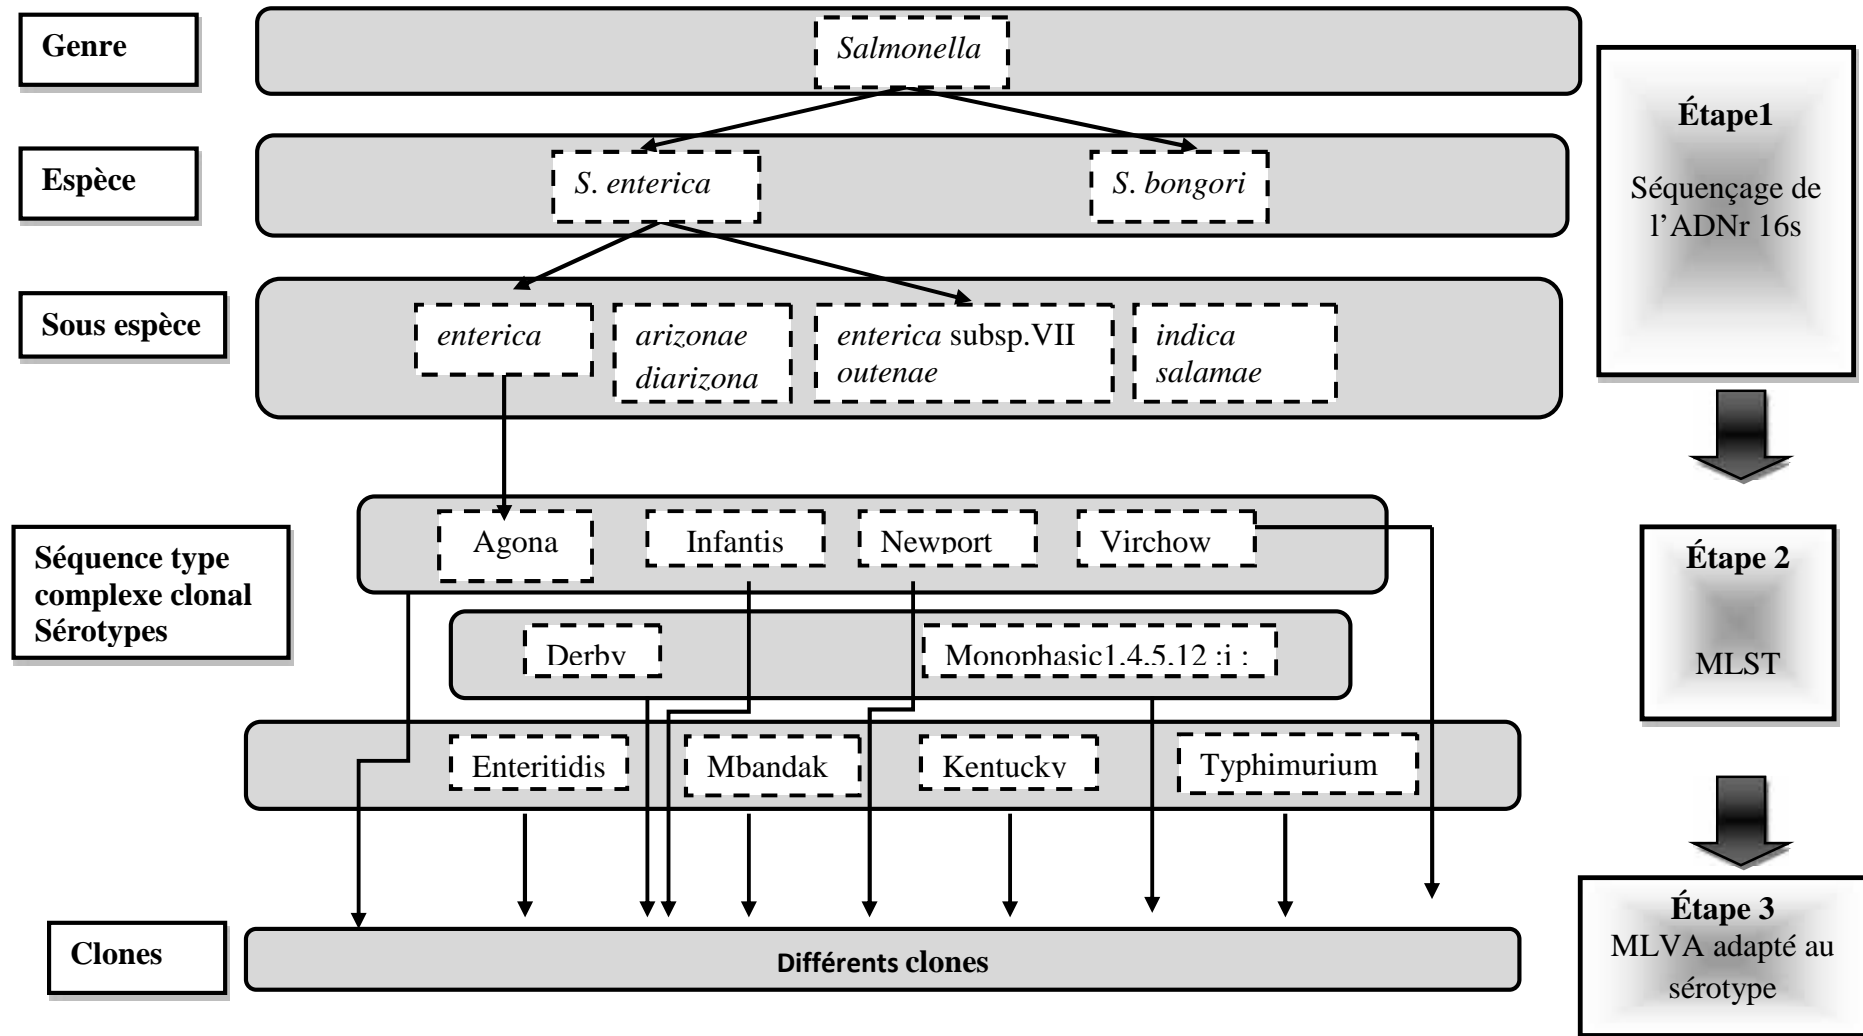 Genre
Salmonella
Étape1
Séquençage de
l’ADNr 16s
Espèce
S. enterica
S. bongori
Sous espèce
enterica
arizonae
diarizona
enterica subsp.VII
outenae
indica
salamae
Séquence type
complexe clonal
Sérotypes
Agona
Infantis
Newport
Virchow
Étape 2
MLST
Derby
Monophasic1,4,5,12 :i :
Enteritidis
Mbandak
Kentucky
Typhimurium
Étape 3
MLVA adapté au
sérotype
Clones
Différents clones